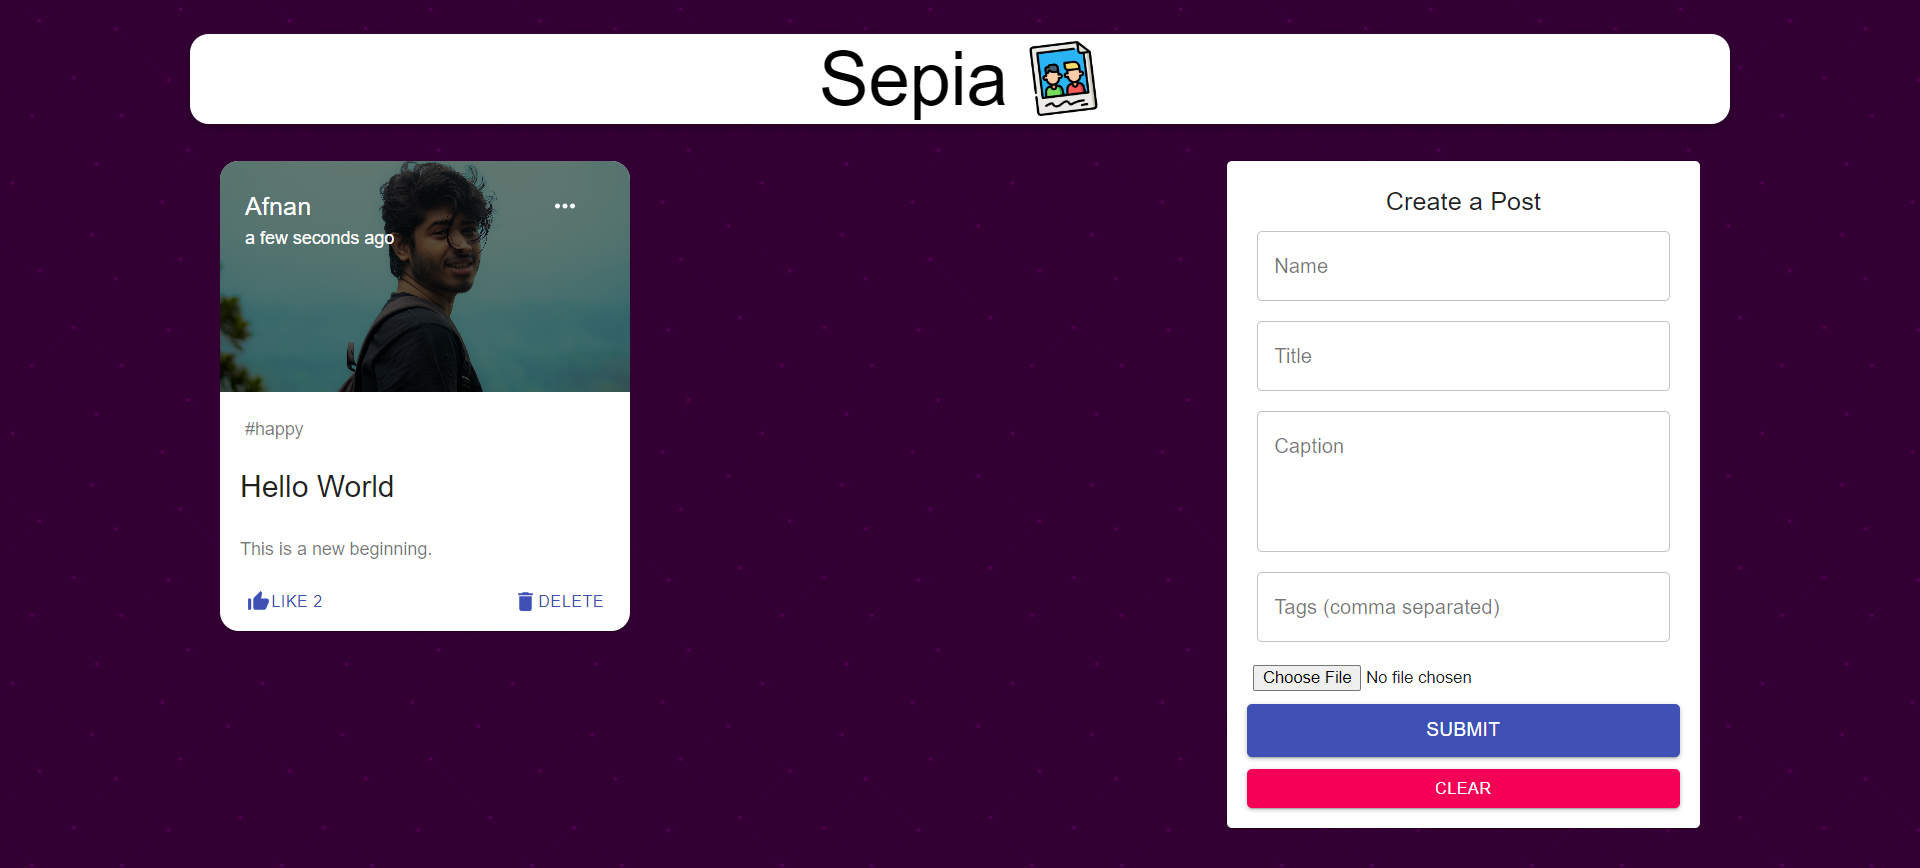 Sepia
Afnan
a few seconds ago
#happy
Hello World
This is a new beginning.
LIKE 2
DELETE
Create a Post
Name
Title
Caption
Tags (comma separated)
Choose File No file chosen
SUBMIT
CLEAR